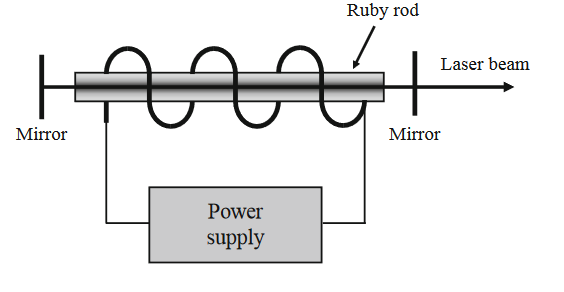 Ruby rod
Laser beam
Mirror
Mirror
Power
supply